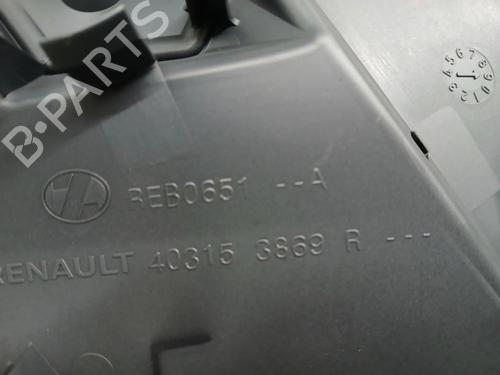 B-PARTS
REB0651 --A
RENAULT 40315 3869 R ---